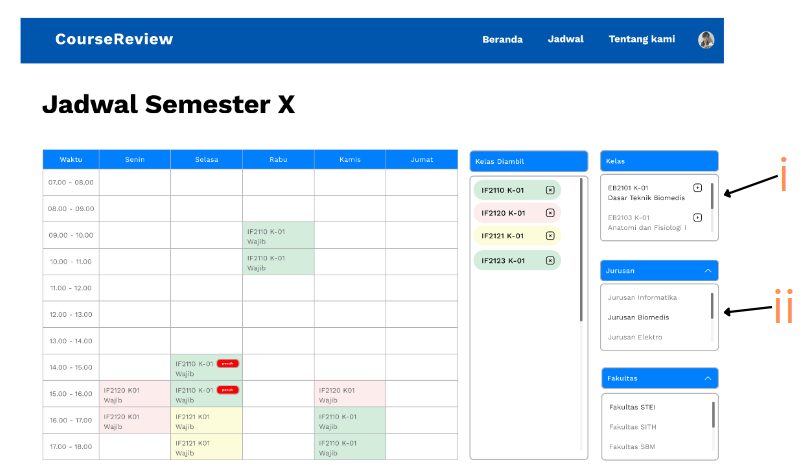 CourseReview
Beranda Jadwal Tentang kami
Jadwal Semester X
Waktu Senin Selasa Rabu Kamis Jumat
07.00 - 08.00
08.00 - 09.00
09.00 - 10.00 IF2110 K-01 Wajib
10.00 - 11.00 IF2110 K-01 Wajib
11.00 - 12.00
12.00 - 13.00
13.00 - 14.00
14.00 - 15.00 IF2110 K-01 Wajib
15.00 - 16.00 IF2120 K01 Wajib IF2110 K-01 Wajib IF2120 K01 Wajib
16.00 - 17.00 IF2120 K01 Wajib IF2121 K01 Wajib IF2110 K-01 Wajib
17.00 - 18.00 IF2121 K01 Wajib IF2110 K-01 Wajib
Kelas Diambil
IF2110 K-01
IF2120 K-01
IF2121 K-01
IF2123 K-01
Kelas
EB2101 K-01
Dasar Teknik Biomedis
EB2103 K-01
Anatomi dan Fisiologi I
Jurusan
Jurusan Informatika
Jurusan Biomedis
Jurusan Elektro
Fakultas
Fakultas STEI
Fakultas SITH
Fakultas SBM
i
ii